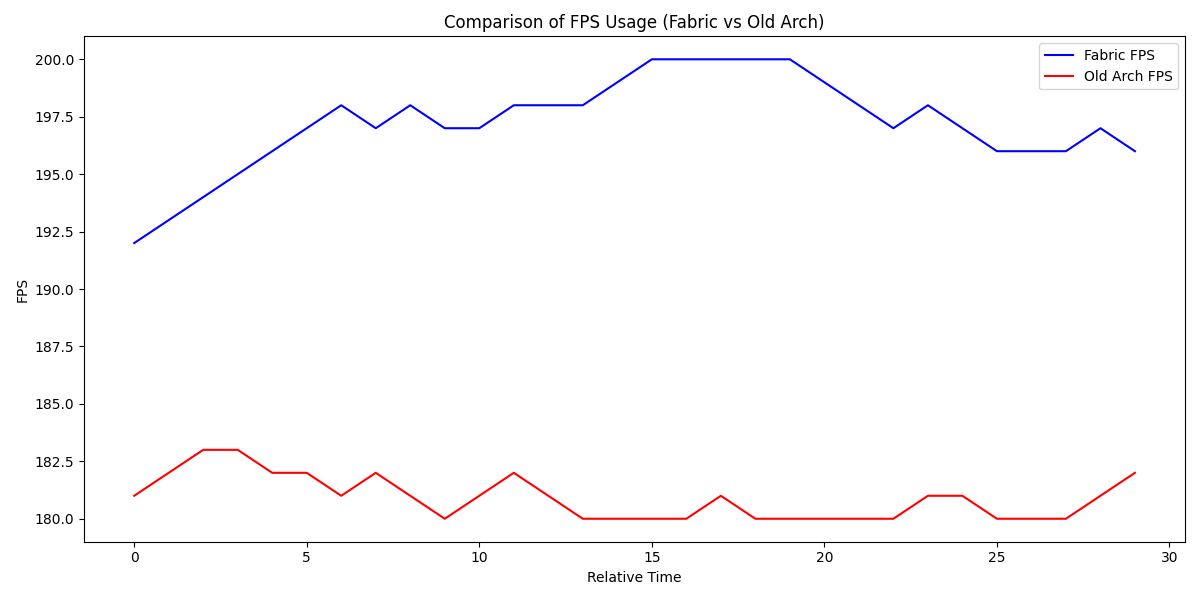 Comparison of FPS Usage (Fabric vs Old Arch)
Fabric FPS
Old Arch FPS
FPS
200.0
197.5
195.0
192.5
190.0
187.5
185.0
182.5
180.0
0 5 10 15 20 25 30
Relative Time